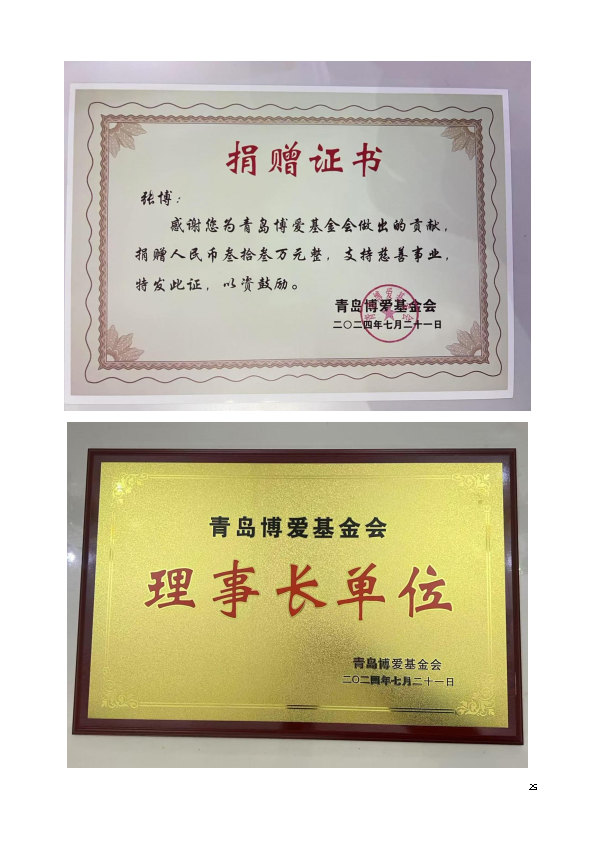 捐赠证书
张博：
感谢您为青岛博爱基金会做出的贡献，
捐赠人民币叁拾叁万元整，支持慈善事业，
特发此证，以资鼓励。
青岛博爱基金会
二〇二四年七月二十一日
青岛博爱基金会
理事长单位
青岛博爱基金会
二〇二四年七月二十一日
25